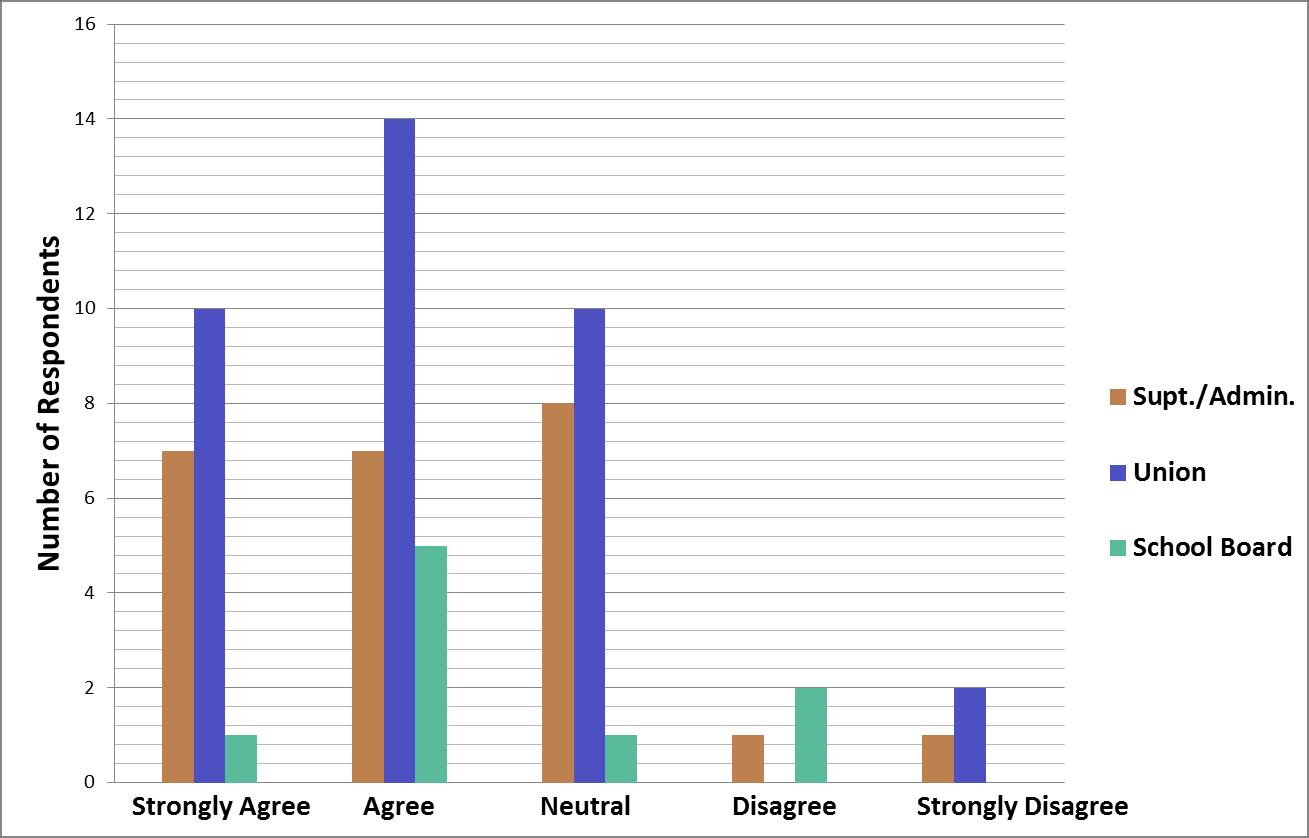 16
14
12
10
8
6
4
2
0
Number of Respondents
Strongly Agree
Agree
Neutral
Disagree
Strongly Disagree
Supt./Admin.
Union
School Board